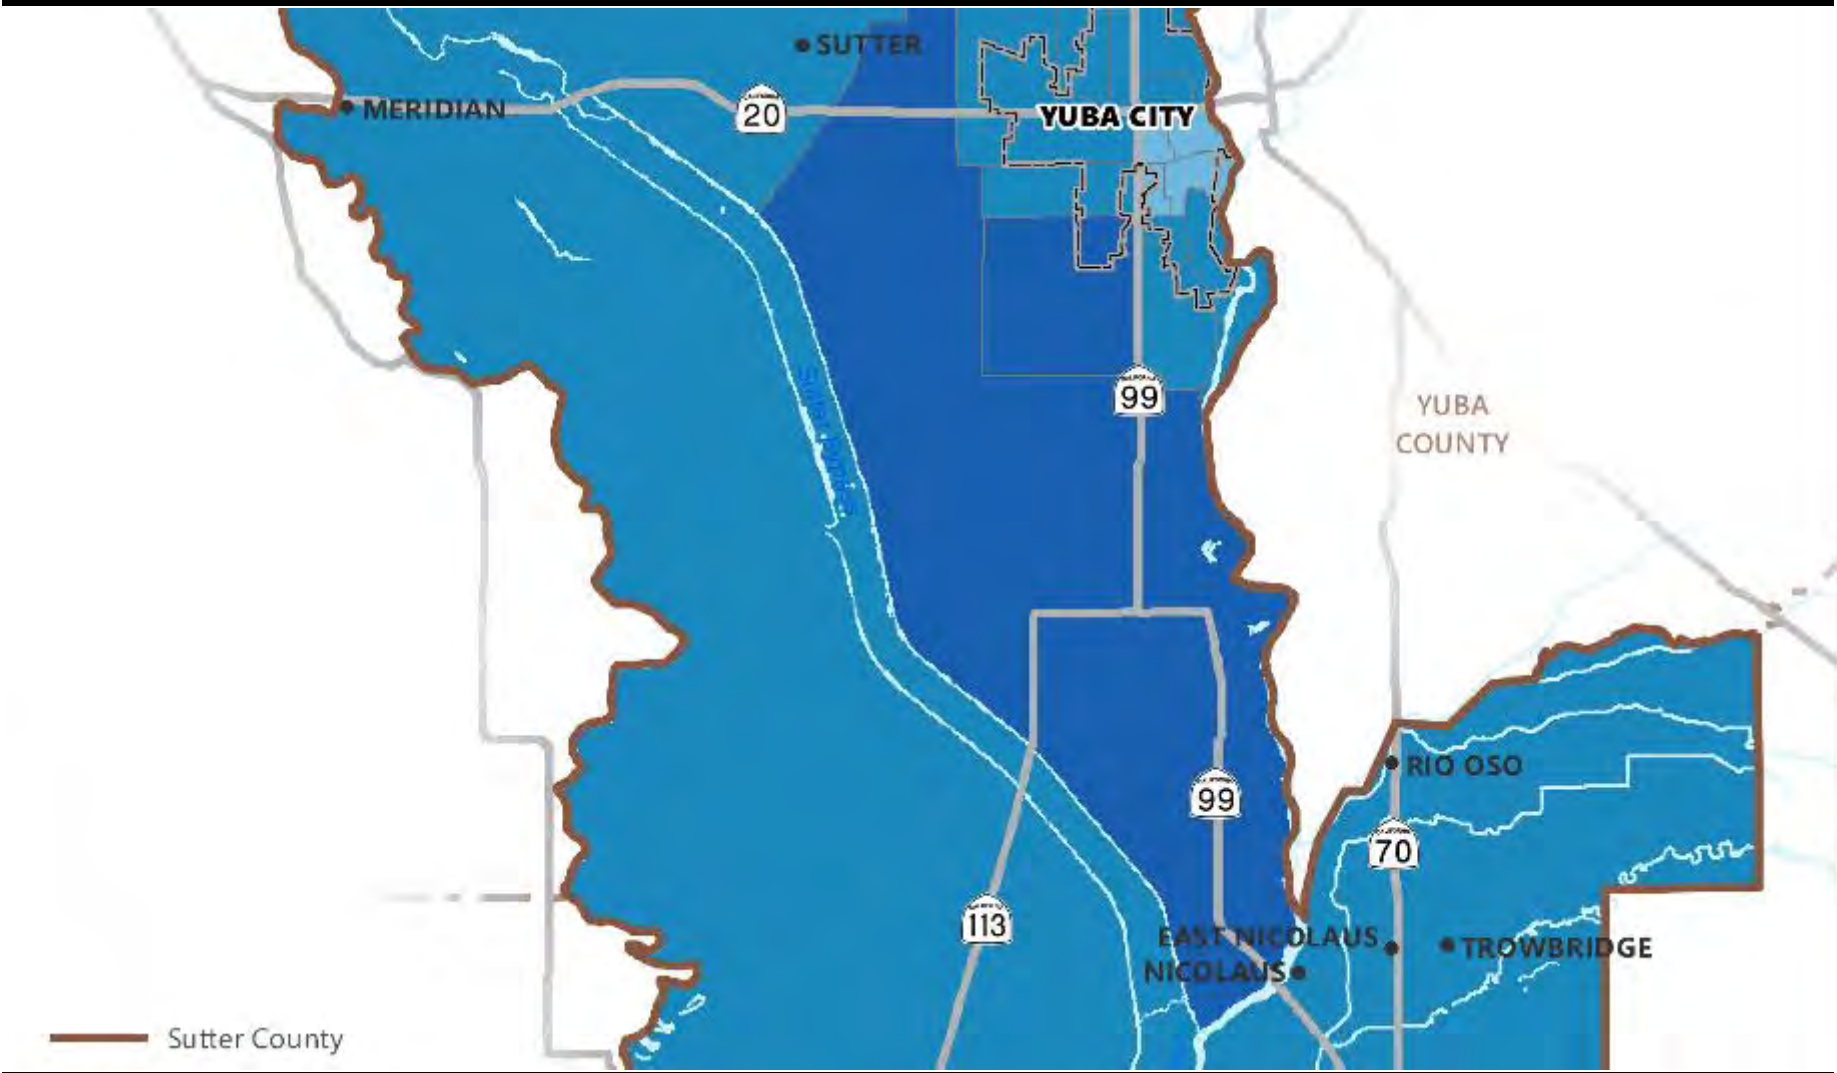 SUTTER
MERIDIAN
20
YUBA CITY
99
YUBA
COUNTY
RIO OSO
99
70
113
EAST NICOLAUS
TROWBRIDGE
NICOLAUS
Sutter County